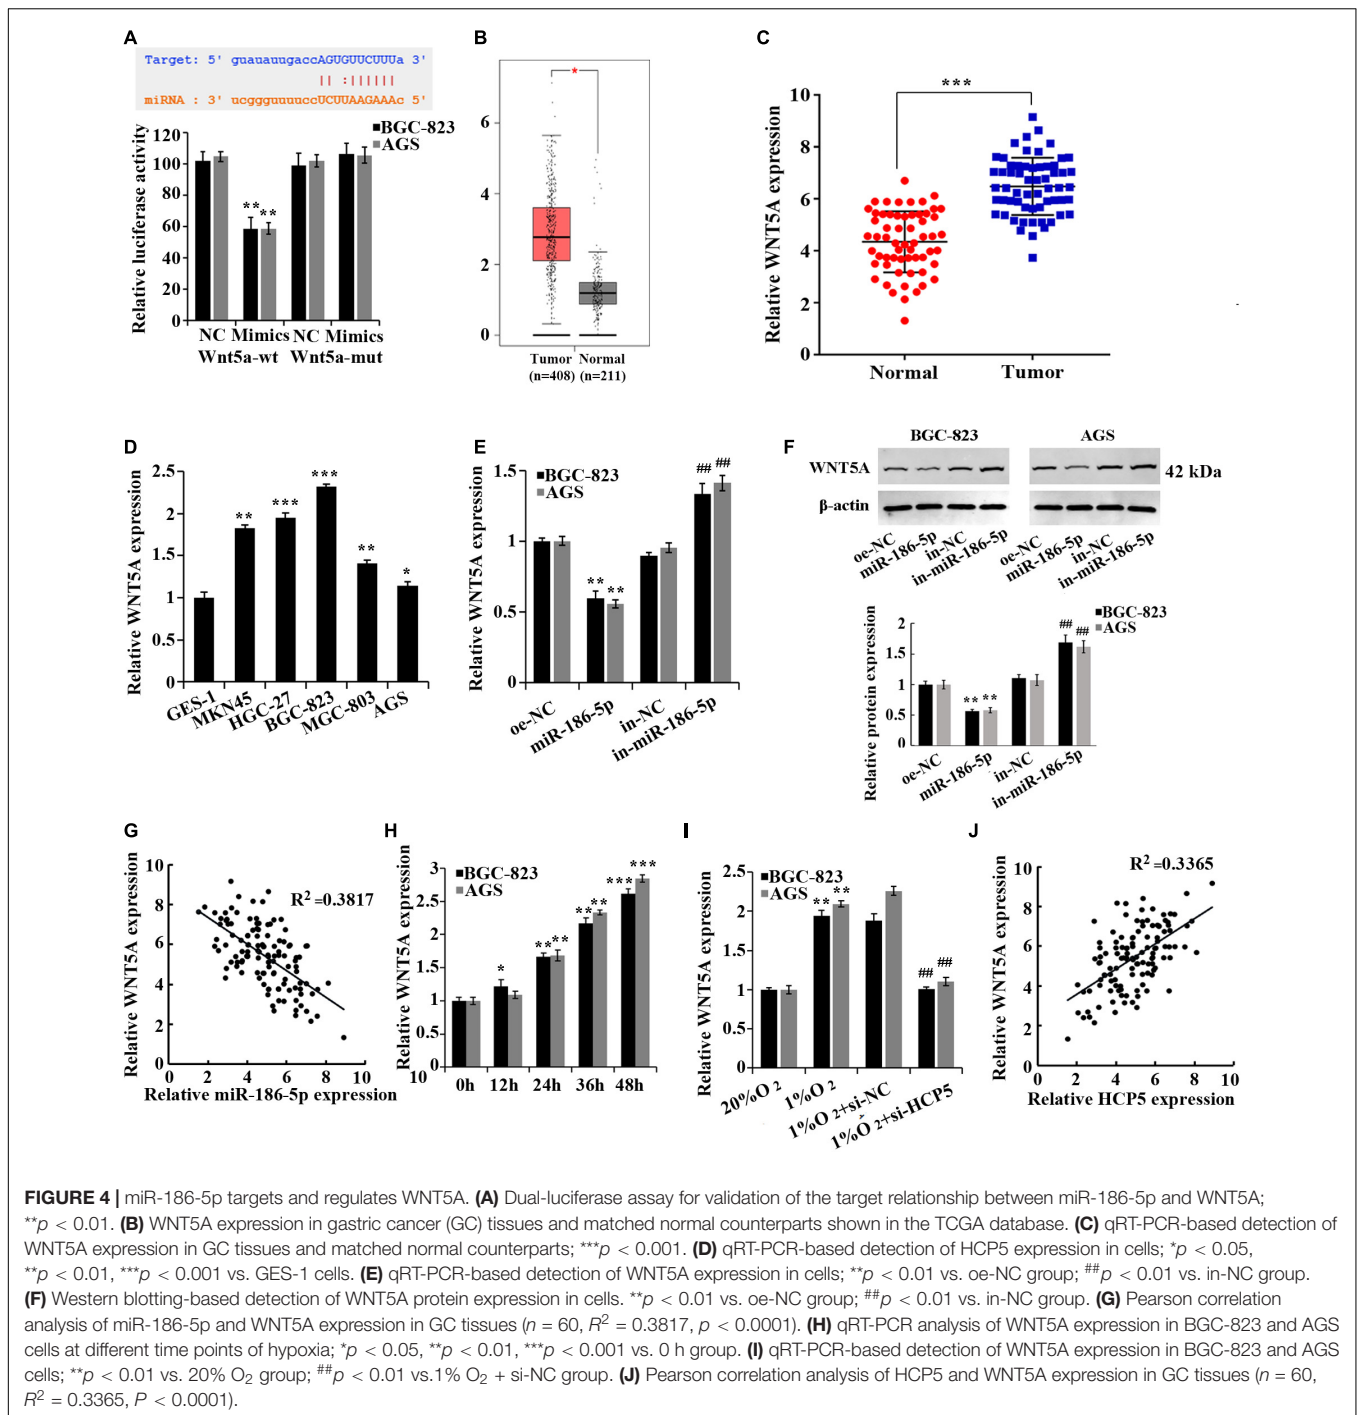 A
Target: 5' guauauugaccAGUGUUCUUUa 3'
|| :||||||
miRNA : 3' ucggguuuuccUCUUAAGAAAc 5'
BGC-823
AGS
Relative luciferase activity
120
100
80
60
40
20
0
** **
NC Mimics NC Mimics
Wnt5a-wt Wnt5a-mut
B
*
6
4
2
0
Tumor Normal
(n=408) (n=211)
C
***
Relative WNT5A expression
10
8
6
4
2
0
Normal Tumor
D
Relative WNT5A expression
2.5
2
1.5
1
0.5
0
** *** *** ** *
GES-1 MKN45 HGC-27 BGC-823 MGC-803 AGS
E
BGC-823
AGS
Relative WNT5A expression
1.5
1
0.5
0
** ** ## ##
oe-NC miR-186-5p in-NC in-miR-186-5p
F
BGC-823 AGS
WNT5A 42 kDa
β-actin
oe-NC miR-186-5p in-NC in-miR-186-5p oe-NC miR-186-5p in-NC in-miR-186-5p
BGC-823
AGS
Relative protein expression
2
1.5
1
0.5
0
** ** ## ##
oe-NC miR-186-5p in-NC in-miR-186-5p
G
R² =0.3817
Relative WNT5A expression
10
8
6
4
2
0
0 2 4 6 8 10
Relative miR-186-5p expression
H
BGC-823
AGS
Relative WNT5A expression
3
2.5
2
1.5
1
0.5
0
* ** ** ** ** *** ***
0h 12h 24h 36h 48h
I
BGC-823
AGS
Relative WNT5A expression
2.5
2
1.5
1
0.5
0
** ** ## ##
20%O 2 1%O 2 1%O 2+si-NC 1%O 2+si-HCP5
J
R² =0.3365
Relative WNT5A expression
10
8
6
4
2
0
0 2 4 6 8 10
Relative HCP5 expression
FIGURE 4 | miR-186-5p targets and regulates WNT5A. (A) Dual-luciferase assay for validation of the target relationship between miR-186-5p and WNT5A;
**p < 0.01. (B) WNT5A expression in gastric cancer (GC) tissues and matched normal counterparts shown in the TCGA database. (C) qRT-PCR-based detection of
WNT5A expression in GC tissues and matched normal counterparts; ***p < 0.001. (D) qRT-PCR-based detection of HCP5 expression in cells; *p < 0.05,
**p < 0.01, ***p < 0.001 vs. GES-1 cells. (E) qRT-PCR-based detection of WNT5A expression in cells; **p < 0.01 vs. oe-NC group; ##p < 0.01 vs. in-NC group.
(F) Western blotting-based detection of WNT5A protein expression in cells. **p < 0.01 vs. oe-NC group; ##p < 0.01 vs. in-NC group. (G) Pearson correlation
analysis of miR-186-5p and WNT5A expression in GC tissues (n = 60, R² = 0.3817, p < 0.0001). (H) qRT-PCR analysis of WNT5A expression in BGC-823 and AGS
cells at different time points of hypoxia; *p < 0.05, **p < 0.01, ***p < 0.001 vs. 0 h group. (I) qRT-PCR-based detection of WNT5A expression in BGC-823 and AGS
cells; **p < 0.01 vs. 20% O₂ group; ##p < 0.01 vs.1% O₂ + si-NC group. (J) Pearson correlation analysis of HCP5 and WNT5A expression in GC tissues (n = 60,
R² = 0.3365, P < 0.0001).